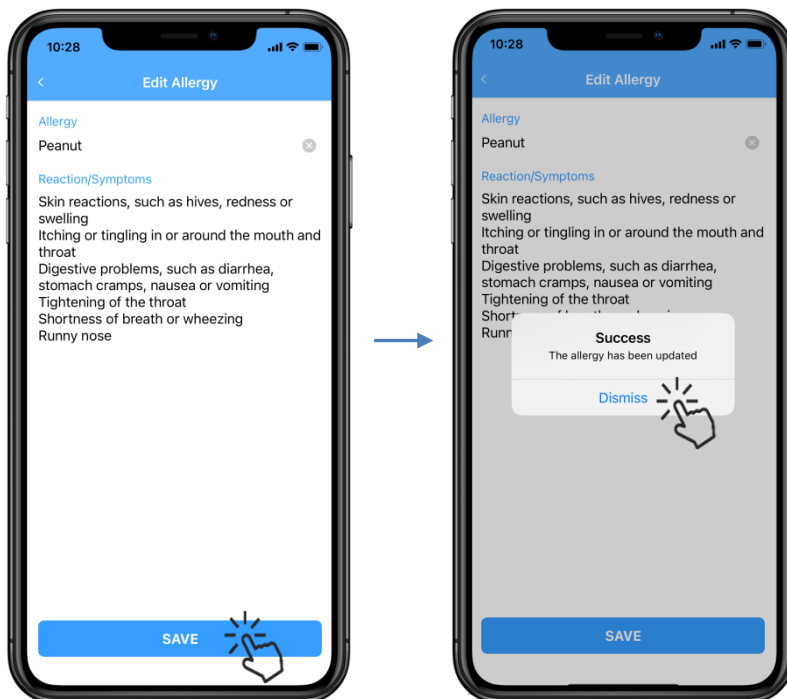 10:28
Edit Allergy
Allergy
Peanut
Reaction/Symptoms
Skin reactions, such as hives, redness or
swelling
Itching or tingling in or around the mouth and
throat
Digestive problems, such as diarrhea,
stomach cramps, nausea or vomiting
Tightening of the throat
Shortness of breath or wheezing
Runny nose
SAVE
10:28
Edit Allergy
Allergy
Peanut
Reaction/Symptoms
Skin reactions, such as hives, redness or
swelling
Itching or tingling in or around the mouth and
throat
Digestive problems, such as diarrhea,
stomach cramps, nausea or vomiting
Tightening of the throat
Success
The allergy has been updated
Dismiss
SAVE